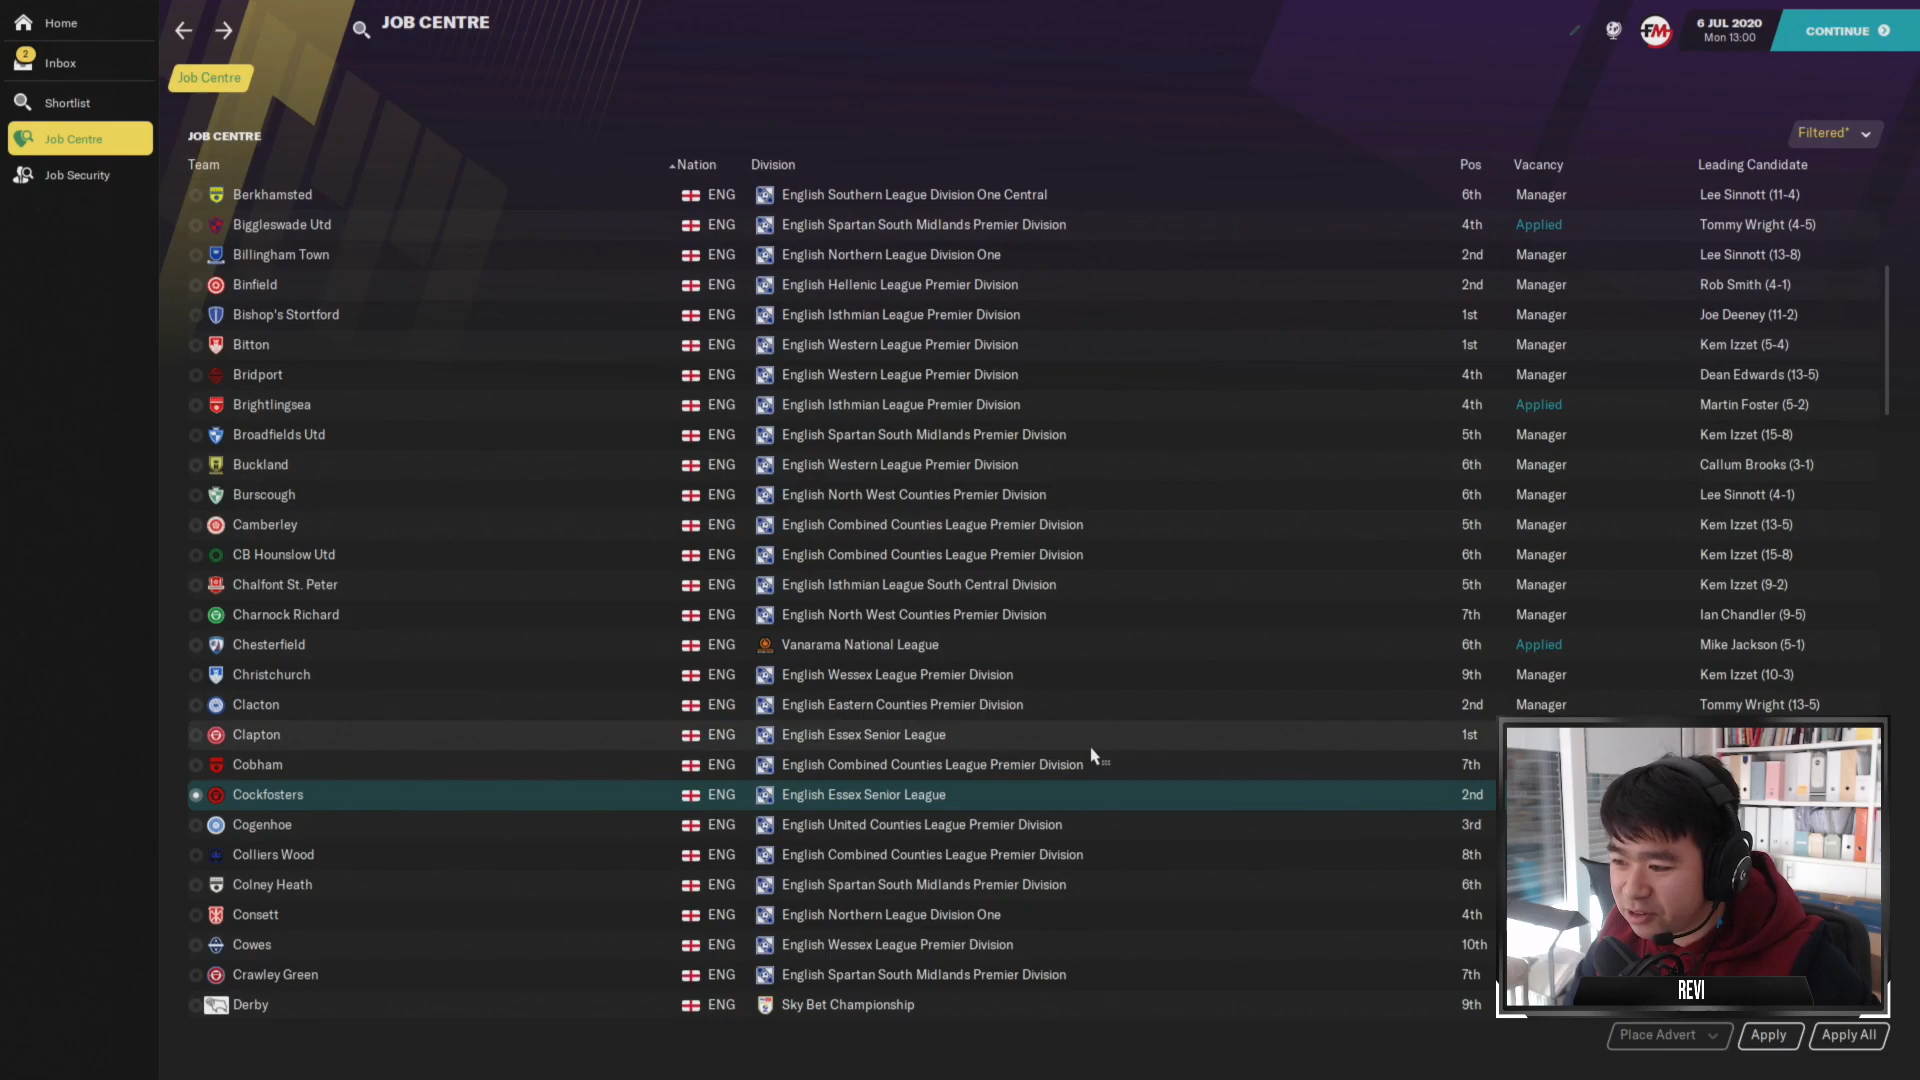 Home
JOB CENTRE
6 JUL 2020
Mon 13:00
CONTINUE
FM
2
Inbox
Job Centre
Shortlist
Job Centre
Job Security
JOB CENTRE
Filtered*
Team Nation Division Pos Vacancy Leading Candidate
Berkhamsted ENG English Southern League Division One Central 6th Manager Lee Sinnott (11-4)
Biggleswade Utd ENG English Spartan South Midlands Premier Division 4th Applied Tommy Wright (4-5)
Billingham Town ENG English Northern League Division One 2nd Manager Lee Sinnott (13-8)
Binfield ENG English Hellenic League Premier Division 2nd Manager Rob Smith (4-1)
Bishop's Stortford ENG English Isthmian League Premier Division 1st Manager Joe Deeney (11-2)
Bitton ENG English Western League Premier Division 1st Manager Kem Izzet (5-4)
Bridport ENG English Western League Premier Division 4th Manager Dean Edwards (13-5)
Brightlingsea ENG English Isthmian League Premier Division 4th Applied Martin Foster (5-2)
Broadfields Utd ENG English Spartan South Midlands Premier Division 5th Manager Kem Izzet (15-8)
Buckland ENG English Western League Premier Division 6th Manager Callum Brooks (3-1)
Burscough ENG English North West Counties Premier Division 6th Manager Lee Sinnott (4-1)
Camberley ENG English Combined Counties League Premier Division 5th Manager Kem Izzet (13-5)
CB Hounslow Utd ENG English Combined Counties League Premier Division 6th Manager Kem Izzet (15-8)
Chalfont St. Peter ENG English Isthmian League South Central Division 5th Manager Kem Izzet (9-2)
Charnock Richard ENG English North West Counties Premier Division 7th Manager Ian Chandler (9-5)
Chesterfield ENG Vanarama National League 6th Applied Mike Jackson (5-1)
Christchurch ENG English Wessex League Premier Division 9th Manager Kem Izzet (10-3)
Clacton ENG English Eastern Counties Premier Division 2nd Manager Tommy Wright (13-5)
Clapton ENG English Essex Senior League 1st
Cobham ENG English Combined Counties League Premier Division 7th
Cockfosters ENG English Essex Senior League 2nd
Cogenhoe ENG English United Counties League Premier Division 3rd
Colliers Wood ENG English Combined Counties League Premier Division 8th
Colney Heath ENG English Spartan South Midlands Premier Division 6th
Consett ENG English Northern League Division One 4th
Cowes ENG English Wessex League Premier Division 10th
Crawley Green ENG English Spartan South Midlands Premier Division 7th
Derby ENG Sky Bet Championship 9th
REVI
Place Advert Apply Apply All